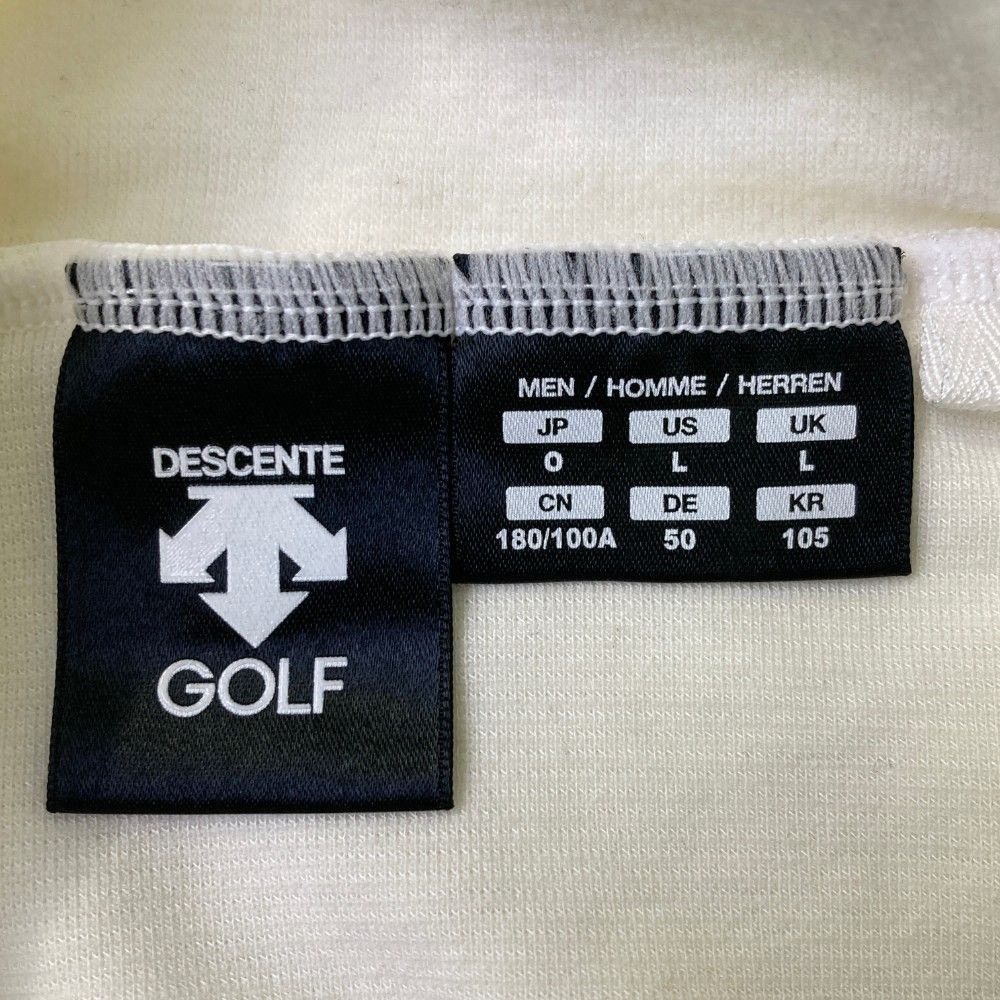 DESCENTE
GOLF
MEN / HOMME / HERREN
JP US UK
O L L
CN DE KR
180/100A 50 105